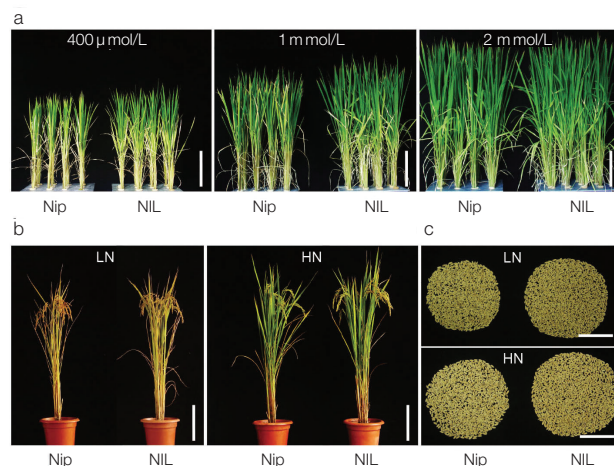 a
400 μ mol/L
1 m mol/L
2 m mol/L
Nip
NIL
Nip
NIL
Nip
NIL
b
LN
HN
c
LN
HN
Nip
NIL
Nip
NIL
Nip
NIL